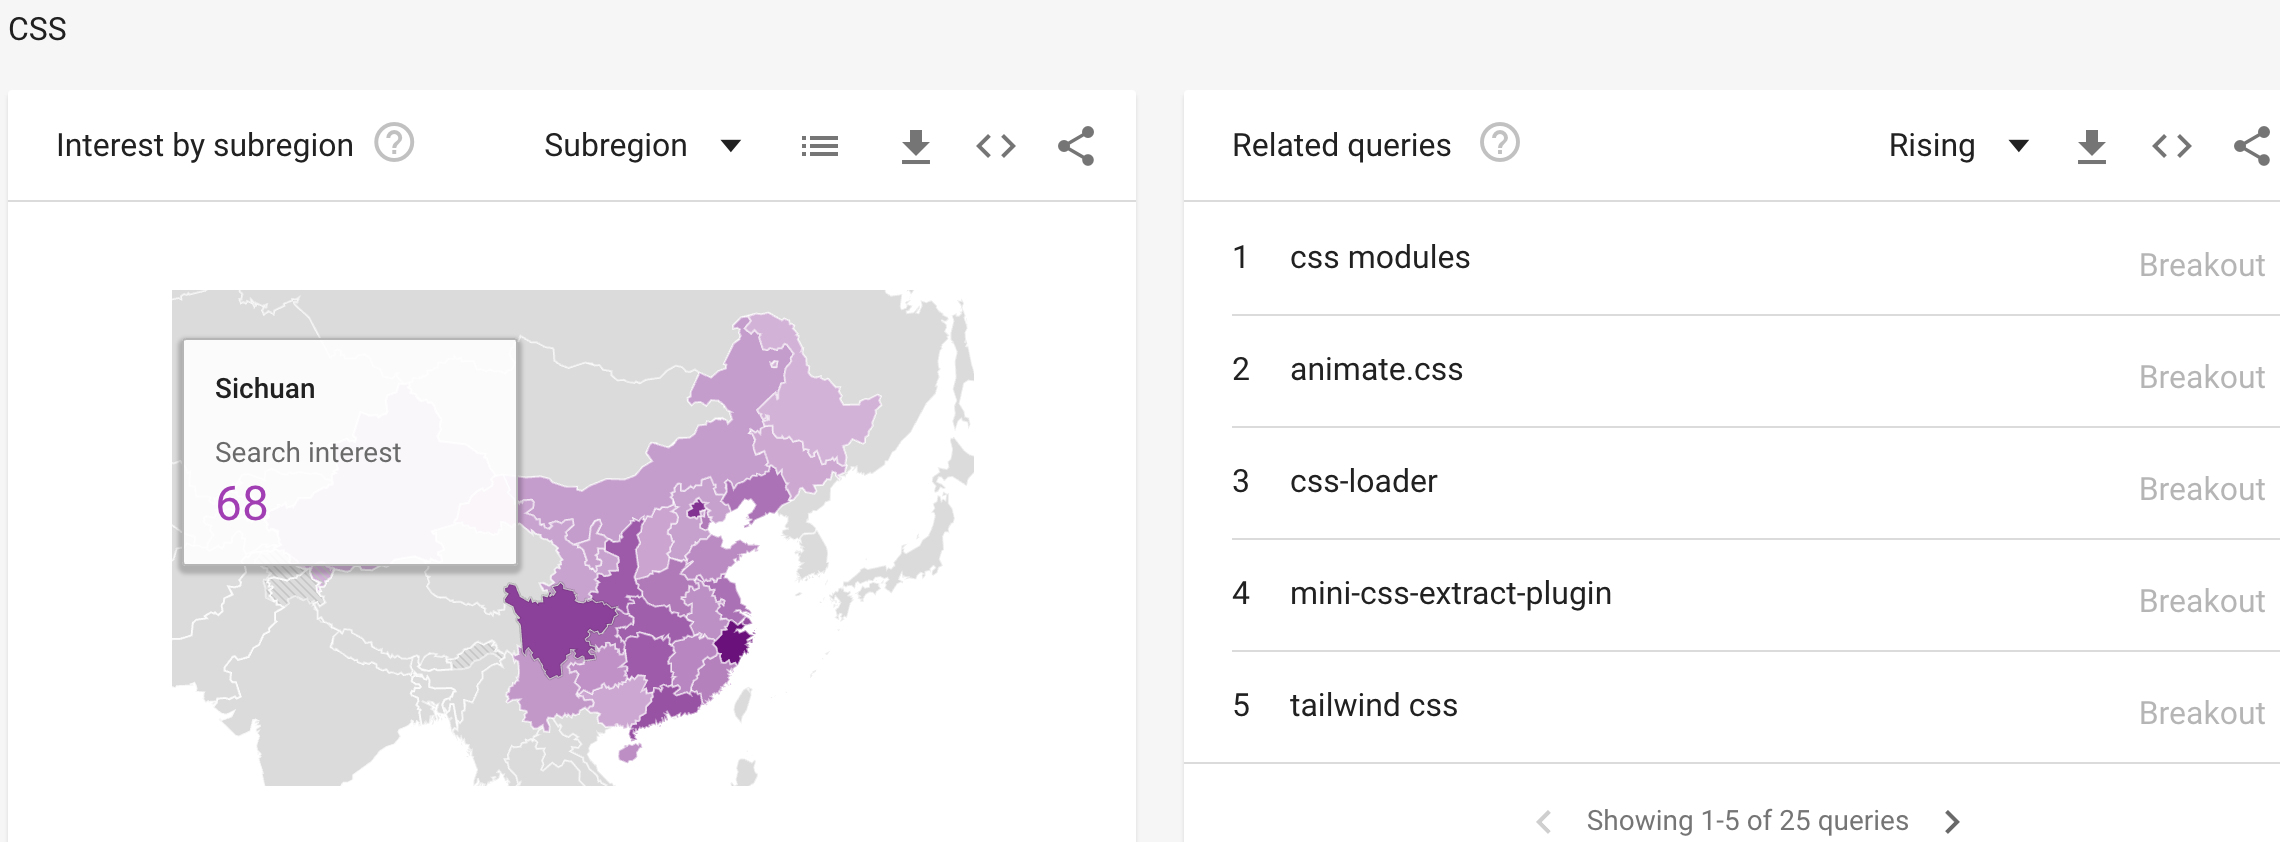 CSS
Interest by subregion ? Subregion
Sichuan
Search interest
68
Related queries ? Rising
1 css modules Breakout
2 animate.css Breakout
3 css-loader Breakout
4 mini-css-extract-plugin Breakout
5 tailwind css Breakout
Showing 1-5 of 25 queries